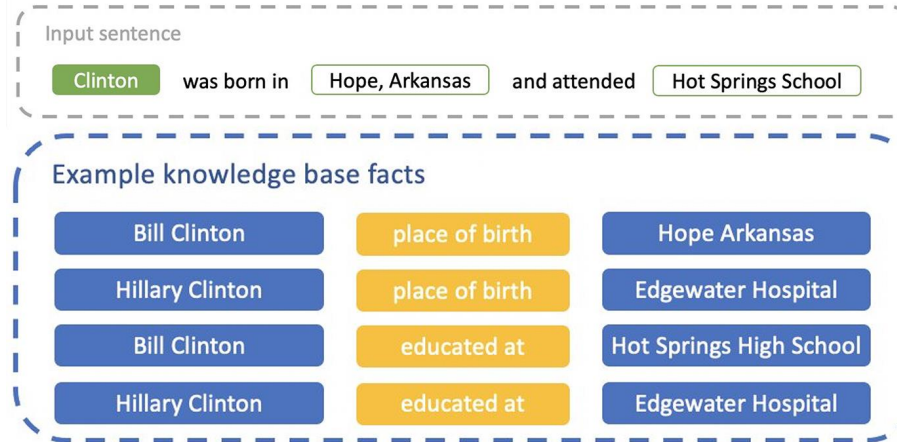 Input sentence
Clinton was born in Hope, Arkansas and attended Hot Springs School
Example knowledge base facts
Bill Clinton place of birth Hope Arkansas
Hillary Clinton place of birth Edgewater Hospital
Bill Clinton educated at Hot Springs High School
Hillary Clinton educated at Edgewater Hospital